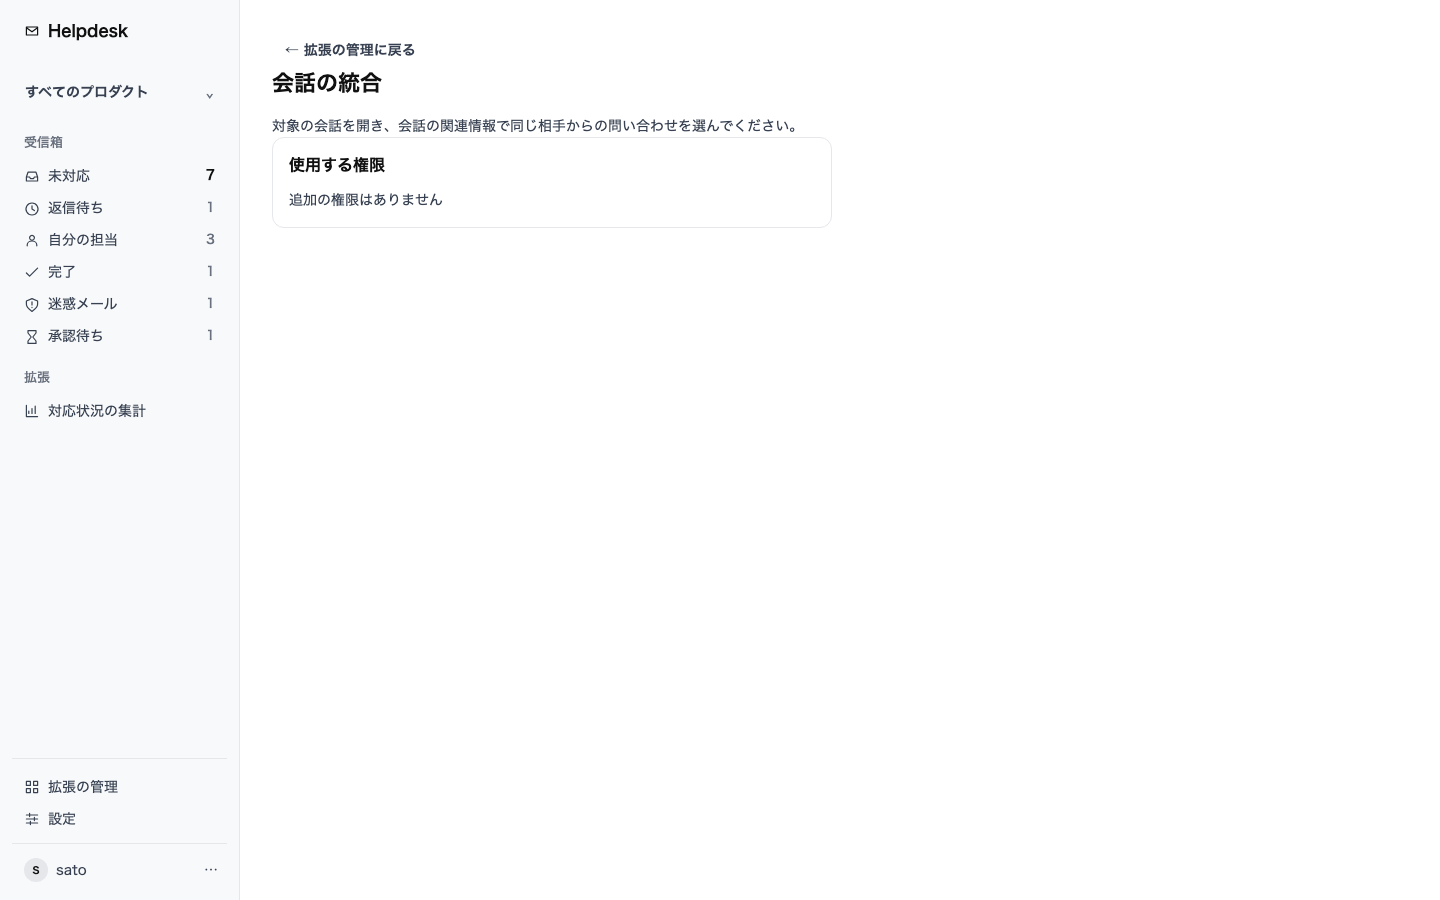 Helpdesk
すべてのプロダクト
受信箱
未対応 7
返信待ち 1
自分の担当 3
完了 1
迷惑メール 1
承認待ち 1
拡張
対応状況の集計
拡張の管理
設定
S sato ...
← 拡張の管理に戻る
会話の統合
対象の会話を開き、会話の関連情報で同じ相手からの問い合わせを選んでください。
使用する権限
追加の権限はありません